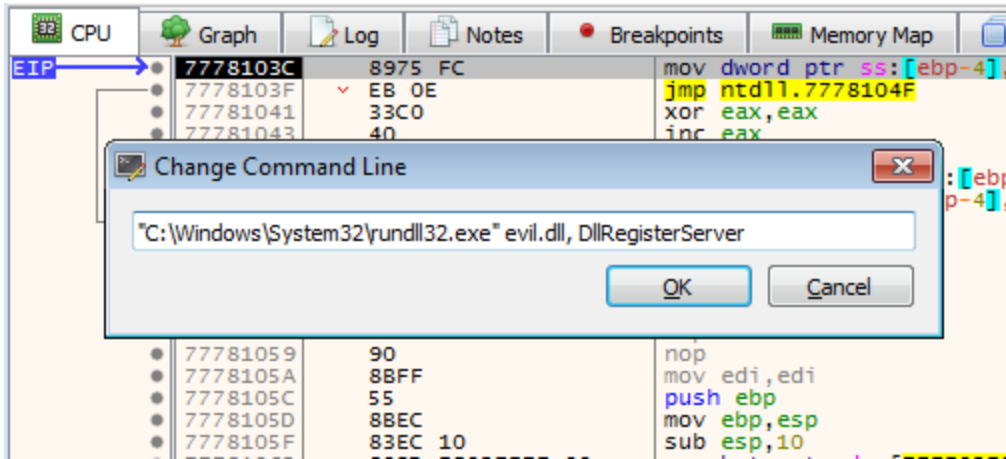 32 CPU Graph Log Notes Breakpoints Memory Map
EIP 7778103C 8975 FC mov dword ptr ss:[ebp-4],
7778103F EB 0E jmp ntdll.7778104F
77781041 33C0 xor eax,eax
77781043 40 inc eax
Change Command Line
:[ebp
p-4],
"C:\Windows\System32\rundll32.exe" evil.dll, DllRegisterServer
OK Cancel
77781059 90 nop
7778105A 8BFF mov edi,edi
7778105C 55 push ebp
7778105D 8BEC mov ebp,esp
7778105F 83EC 10 sub esp,10